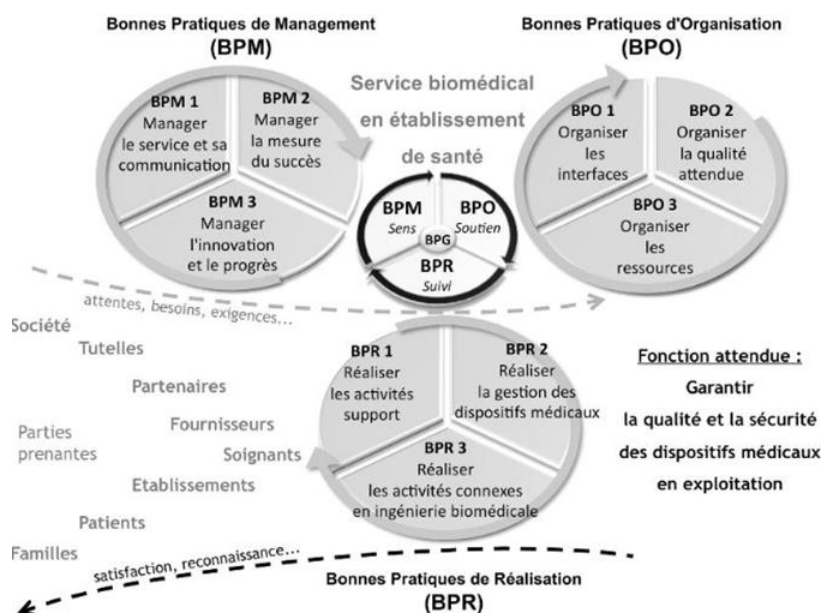 Bonnes Pratiques de Management
(BPM)
Bonnes Pratiques d'Organisation
(BPO)
Service biomédical
en établissement
de santé
BPM 1
Manager
le service et sa
communication
BPM 2
Manager
la mesure
du succès
BPM 3
Manager
l'innovation
et le progrès
BPM
Sens
BPO
Soutien
BPG
BPR
Suivi
BPO 1
Organiser
les
interfaces
BPO 2
Organiser
la qualité
attendue
BPO 3
Organiser
les
ressources
attentes, besoins, exigences...
Société
Tutelles
Partenaires
Fournisseurs
Parties
prenantes
Soignants
Etablissements
Patients
Familles
BPR 1
Réaliser
les activités
support
BPR 2
Réaliser
la gestion des
dispositifs médicaux
BPR 3
Réaliser
les activités connexes
en ingénierie biomédicale
Fonction attendue :
Garantir
la qualité et la sécurité
des dispositifs médicaux
en exploitation
satisfaction, reconnaissance...
Bonnes Pratiques de Réalisation
(BPR)